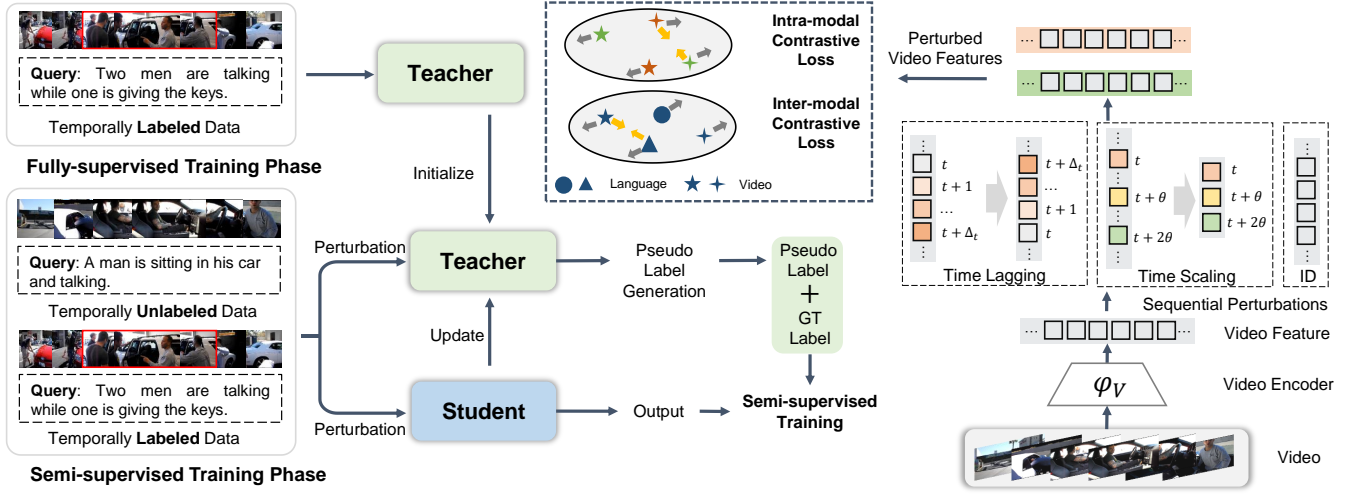 Query: Two men are talking
while one is giving the keys.
Temporally Labeled Data
Fully-supervised Training Phase
Teacher
Initialize
Intra-modal
Contrastive
Loss
Inter-modal
Contrastive
Loss
Language
Video
Perturbed
Video Features
... ...
... ...
Query: A man is sitting in his car
and talking.
Temporally Unlabeled Data
Query: Two men are talking
while one is giving the keys.
Temporally Labeled Data
Semi-supervised Training Phase
Perturbation
Perturbation
Teacher
Update
Student
Pseudo
Label
Generation
Pseudo
Label
+
GT
Label
Output
Semi-supervised
Training
t
t + 1
...
t + Δt
t + Δt
...
t + 1
t
Time Lagging
t
t + θ
t + 2θ
t
t + θ
t + 2θ
Time Scaling
ID
Sequential Perturbations
... ...
Video Feature
φV
Video Encoder
Video